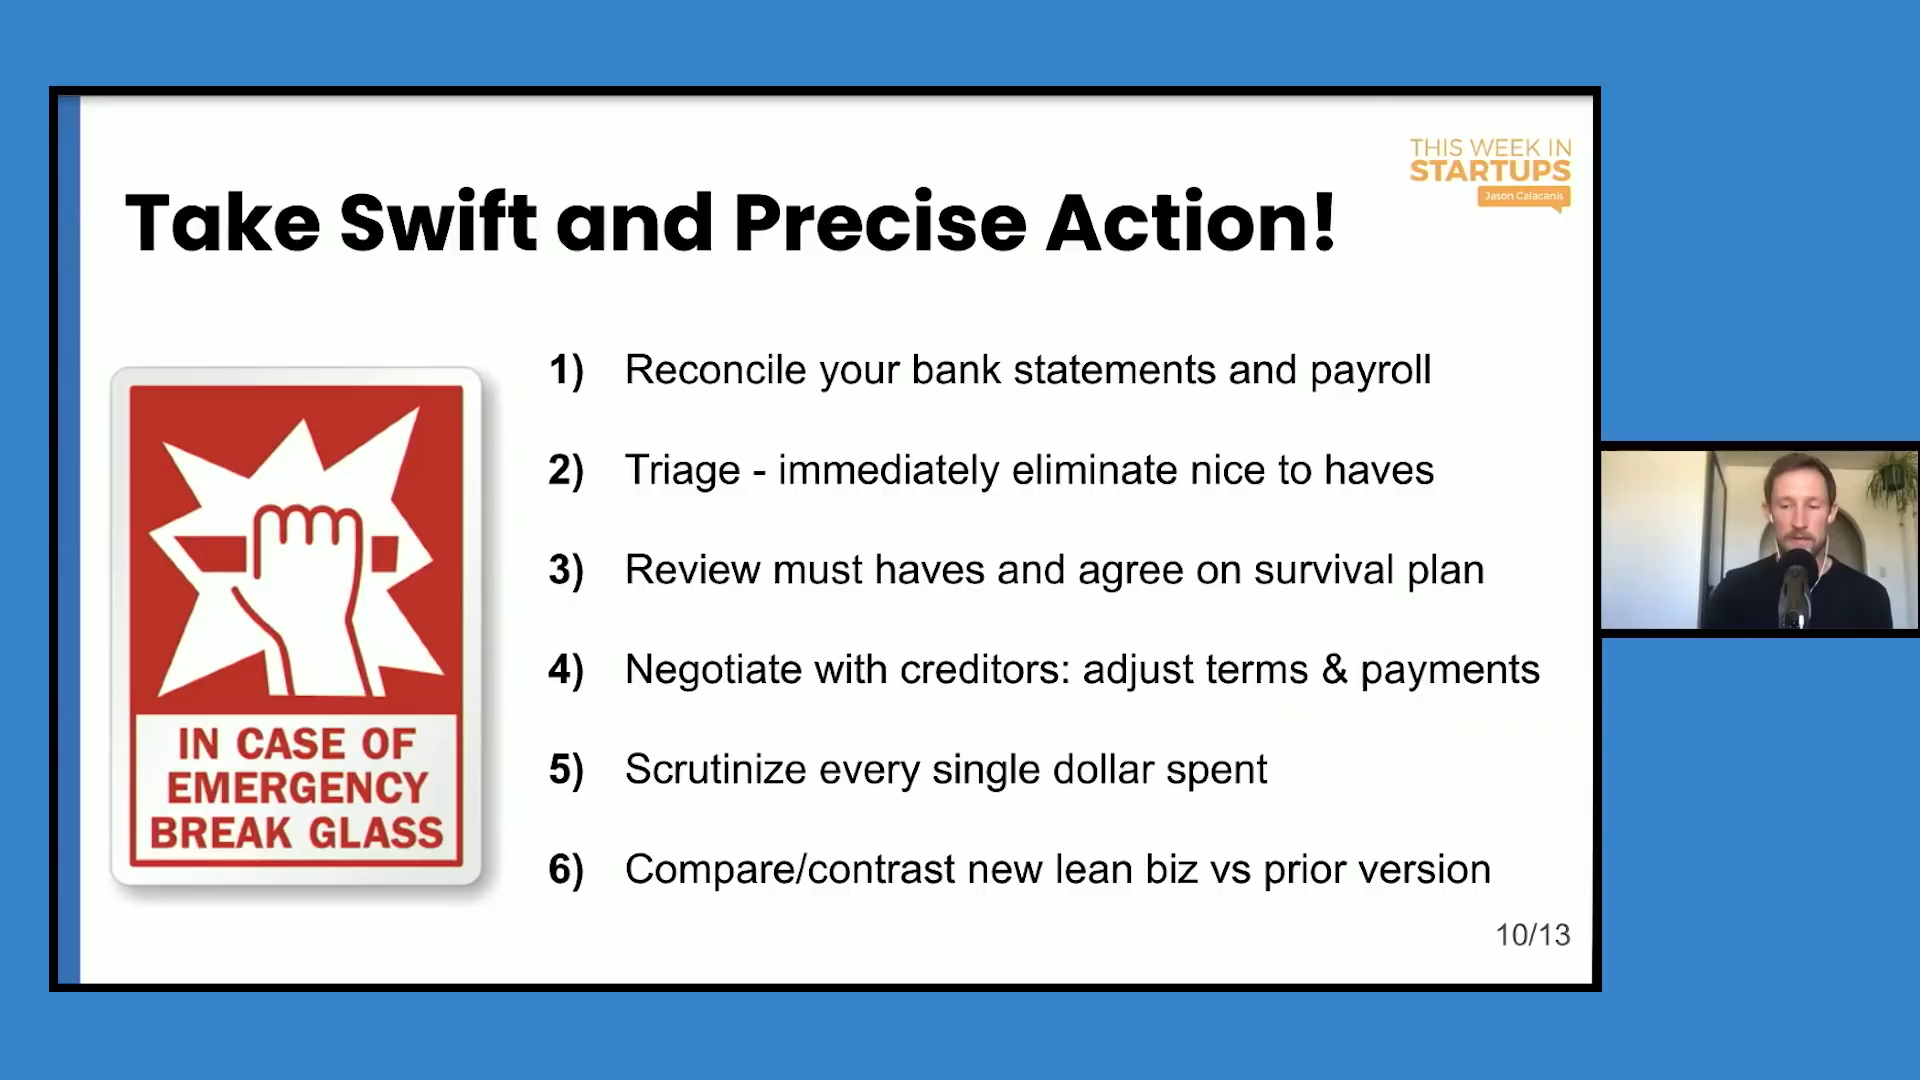 THIS WEEK IN
STARTUPS
Jason Calacanis
Take Swift and Precise Action!
1) Reconcile your bank statements and payroll
2) Triage - immediately eliminate nice to haves
3) Review must haves and agree on survival plan
4) Negotiate with creditors: adjust terms & payments
5) Scrutinize every single dollar spent
6) Compare/contrast new lean biz vs prior version
IN CASE OF
EMERGENCY
BREAK GLASS
10/13